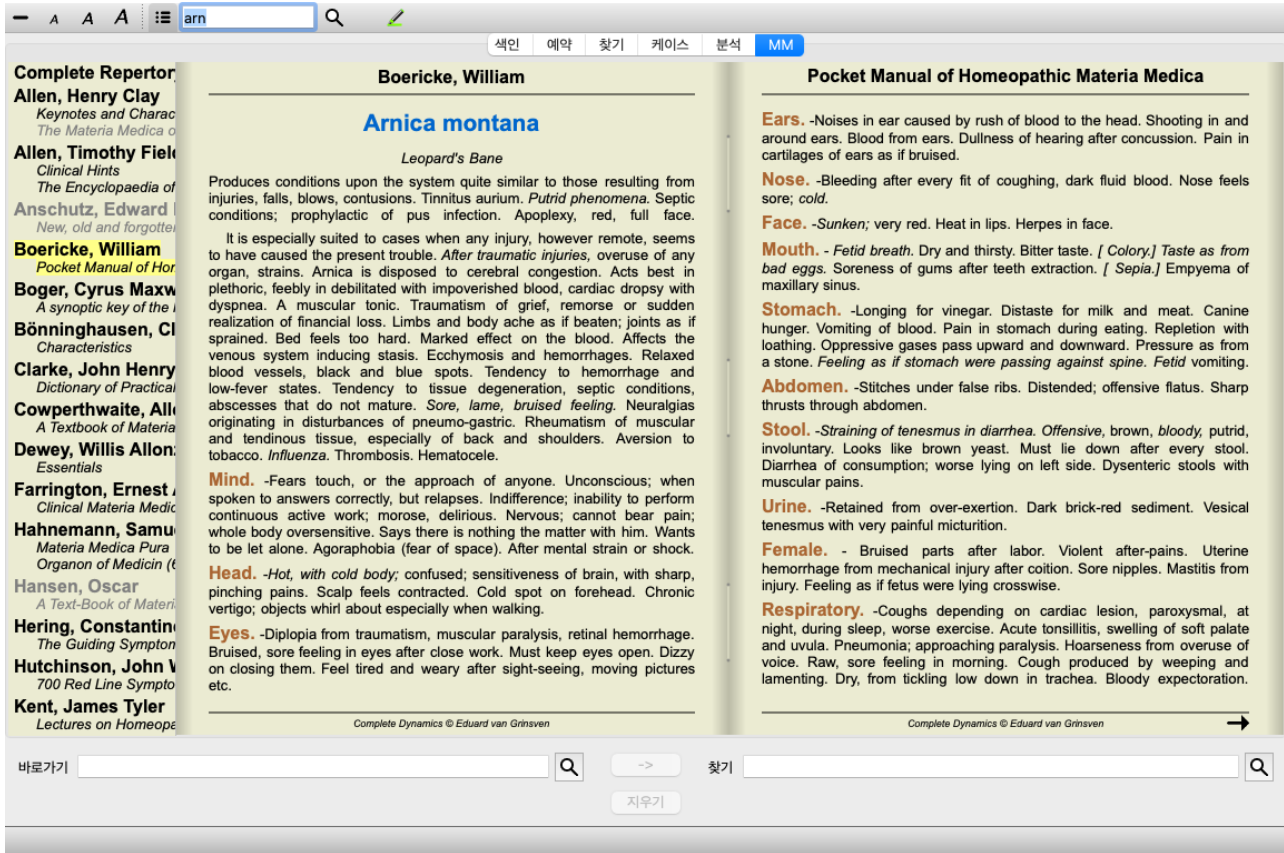 A A A arn
색인 예약 찾기 케이스 분석 MM
Complete Repertor
Allen, Henry Clay
Keynotes and Charac
The Materia Medica o
Allen, Timothy Field
Clinical Hints
The Encyclopaedia of
Anschutz, Edward
New, old and forgotte
Boericke, William
Pocket Manual of Hor
Boger, Cyrus Maxw
A synoptic key of the
Bönninghausen, Cl
Characteristics
Clarke, John Henry
Dictionary of Practical
Cowperthwaite, Alle
A Textbook of Materia
Dewey, Willis Allon
Essentials
Farrington, Ernest
Clinical Materia Medic
Hahnemann, Samu
Materia Medica Pura
Organon of Medicin (6
Hansen, Oscar
A Text-Book of Materi
Hering, Constantin
The Guiding Sympton
Hutchinson, John
700 Red Line Sympto
Kent, James Tyler
Lectures on Homeopa
Boericke, William
Arnica montana
Leopard's Bane
Produces conditions upon the system quite similar to those resulting from
injuries, falls, blows, contusions. Tinnitus aurium. Putrid phenomena. Septic
conditions; prophylactic of pus infection. Apoplexy, red, full face.
It is especially suited to cases when any injury, however remote, seems
to have caused the present trouble. After traumatic injuries, overuse of any
organ, strains. Arnica is disposed to cerebral congestion. Acts best in
plethoric, feebly in debilitated with impoverished blood, cardiac dropsy with
dyspnea. A muscular tonic. Traumatism of grief, remorse or sudden
realization of financial loss. Limbs and body ache as if beaten; joints as if
sprained. Bed feels too hard. Marked effect on the blood. Affects the
venous system inducing stasis. Ecchymosis and hemorrhages. Relaxed
blood vessels, black and blue spots. Tendency to hemorrhage and
low-fever states. Tendency to tissue degeneration, septic conditions,
abscesses that do not mature. Sore, lame, bruised feeling. Neuralgias
originating in disturbances of pneumo-gastric. Rheumatism of muscular
and tendinous tissue, especially of back and shoulders. Aversion to
tobacco. Influenza. Thrombosis. Hematocele.
Mind. -Fears touch, or the approach of anyone. Unconscious; when
spoken to answers correctly, but relapses. Indifference; inability to perform
continuous active work; morose, delirious. Nervous; cannot bear pain;
whole body oversensitive. Says there is nothing the matter with him. Wants
to be let alone. Agoraphobia (fear of space). After mental strain or shock.
Head. -Hot, with cold body; confused; sensitiveness of brain, with sharp,
pinching pains. Scalp feels contracted. Cold spot on forehead. Chronic
vertigo; objects whirl about especially when walking.
Eyes. -Diplopia from traumatism, muscular paralysis, retinal hemorrhage.
Bruised, sore feeling in eyes after close work. Must keep eyes open. Dizzy
on closing them. Feel tired and weary after sight-seeing, moving pictures
etc.
Complete Dynamics © Eduard van Grinsven
Pocket Manual of Homeopathic Materia Medica
Ears. -Noises in ear caused by rush of blood to the head. Shooting in and
around ears. Blood from ears. Dullness of hearing after concussion. Pain in
cartilages of ears as if bruised.
Nose. -Bleeding after every fit of coughing, dark fluid blood. Nose feels
sore; cold.
Face. -Sunken; very red. Heat in lips. Herpes in face.
Mouth. - Fetid breath. Dry and thirsty. Bitter taste. [ Colory.] Taste as from
bad eggs. Soreness of gums after teeth extraction. [ Sepia.] Empyema of
maxillary sinus.
Stomach. -Longing for vinegar. Distaste for milk and meat. Canine
hunger. Vomiting of blood. Pain in stomach during eating. Repletion with
loathing. Oppressive gases pass upward and downward. Pressure as from
a stone. Feeling as if stomach were passing against spine. Fetid vomiting.
Abdomen. -Stitches under false ribs. Distended; offensive flatus. Sharp
thrusts through abdomen.
Stool. -Straining of tenesmus in diarrhea. Offensive, brown, bloody, putrid,
involuntary. Looks like brown yeast. Must lie down after every stool.
Diarrhea of consumption; worse lying on left side. Dysenteric stools with
muscular pains.
Urine. -Retained from over-exertion. Dark brick-red sediment. Vesical
tenesmus with very painful micturition.
Female. - Bruised parts after labor. Violent after-pains. Uterine
hemorrhage from mechanical injury after coition. Sore nipples. Mastitis from
injury. Feeling as if fetus were lying crosswise.
Respiratory. -Coughs depending on cardiac lesion, paroxysmal, at
night, during sleep, worse exercise. Acute tonsillitis, swelling of soft palate
and uvula. Pneumonia; approaching paralysis. Hoarseness from overuse of
voice. Raw, sore feeling in morning. Cough produced by weeping and
lamenting. Dry, from tickling low down in trachea. Bloody expectoration.
Complete Dynamics © Eduard van Grinsven
바로가기 -> 찾기
지우기